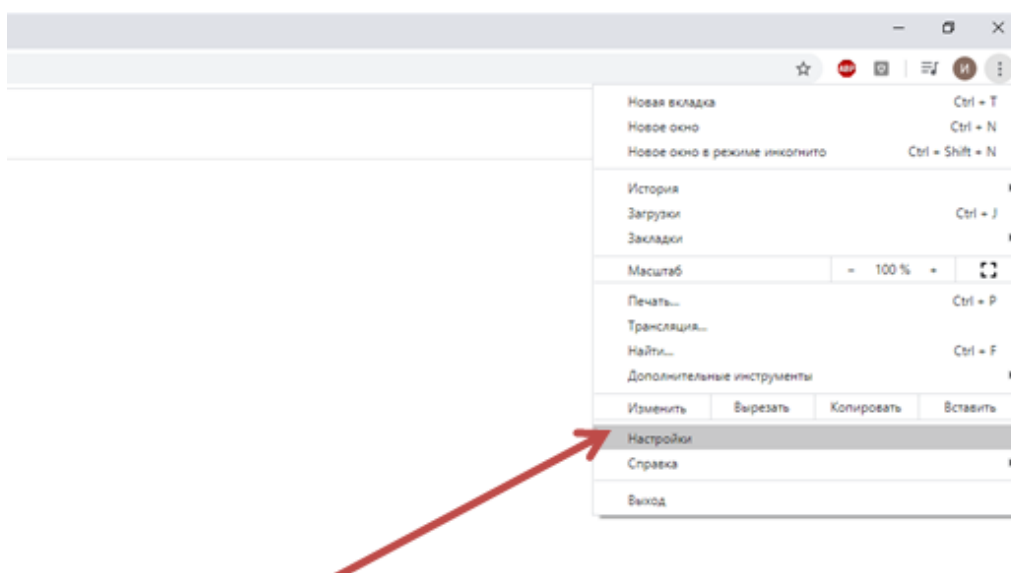 ABP И
Новая вкладка Ctrl + T
Новое окно Ctrl + N
Новое окно в режиме инкогнито Ctrl + Shift + N
История
Загрузки Ctrl + J
Закладки
Масштаб - 100 % +
Печать... Ctrl + P
Трансляция...
Найти... Ctrl + F
Дополнительные инструменты
Изменить Вырезать Копировать Вставить
Настройки
Справка
Выход